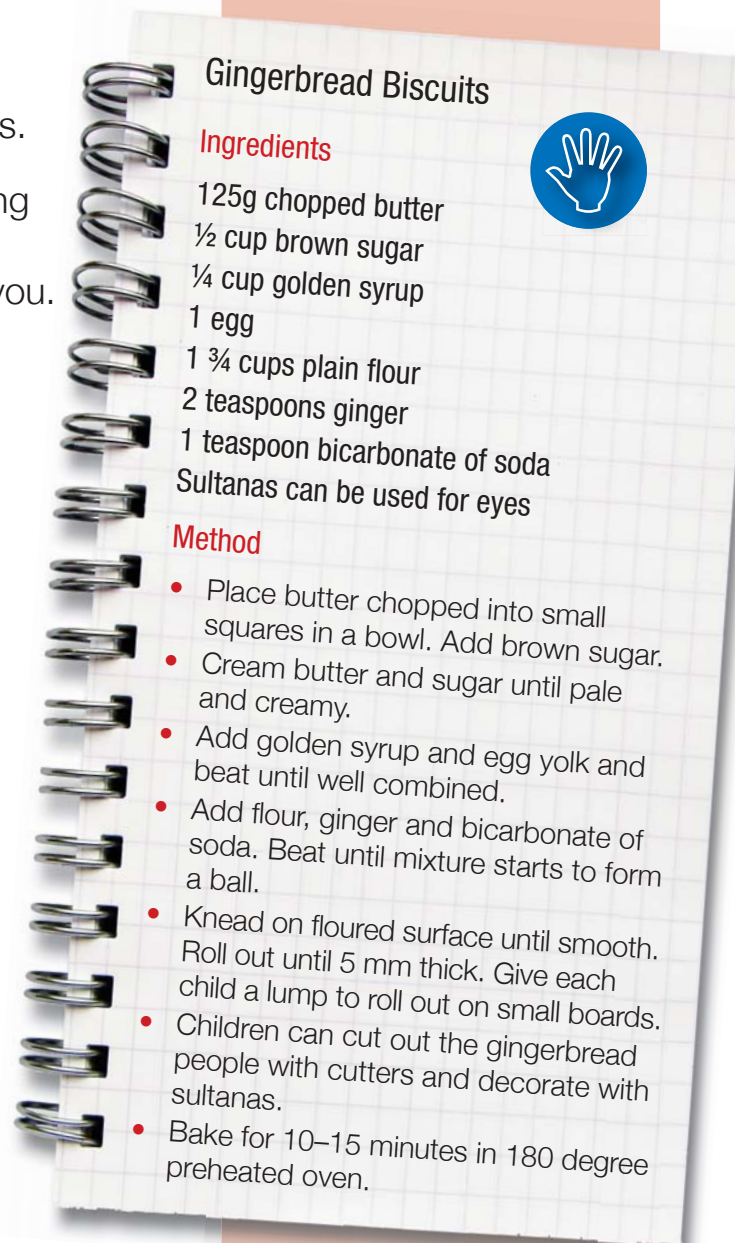 s.
ng
you.
Gingerbread Biscuits
Ingredients
125g chopped butter
½ cup brown sugar
¼ cup golden syrup
1 egg
1 ¾ cups plain flour
2 teaspoons ginger
1 teaspoon bicarbonate of soda
Sultanas can be used for eyes
Method
• Place butter chopped into small
squares in a bowl. Add brown sugar.
• Cream butter and sugar until pale
and creamy.
• Add golden syrup and egg yolk and
beat until well combined.
• Add flour, ginger and bicarbonate of
soda. Beat until mixture starts to form
a ball.
• Knead on floured surface until smooth.
Roll out until 5 mm thick. Give each
child a lump to roll out on small boards.
• Children can cut out the gingerbread
people with cutters and decorate with
sultanas.
• Bake for 10–15 minutes in 180 degree
preheated oven.